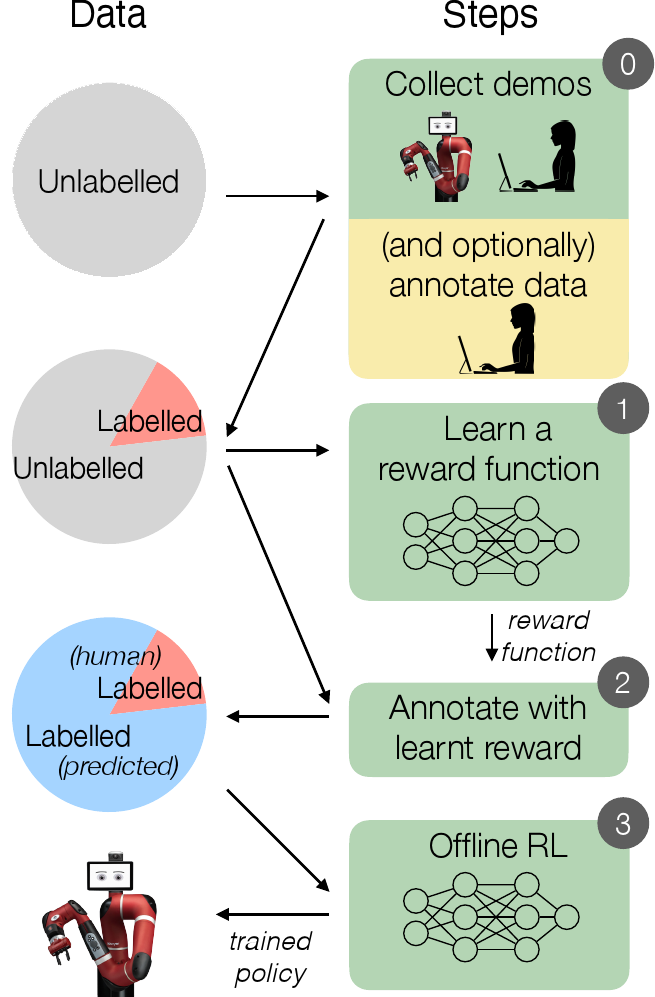 Data
Steps
0
Collect demos
Unlabelled
(and optionally)
annotate data
1
Learn a
reward function
Labelled
Unlabelled
reward
function
2
Annotate with
learnt reward
(human)
Labelled
Labelled
(predicted)
3
Offline RL
trained
policy